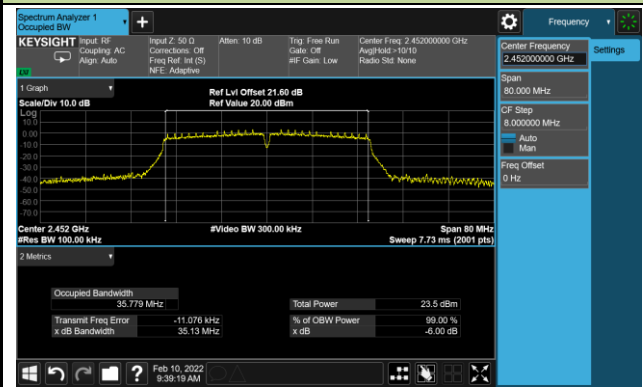 Spectrum Analyzer 1
Occupied BW
Frequency
KEYSIGHT
Input: RF
Coupling: AC
Align: Auto
Input Z: 50 Ω
Corrections: Off
Freq Ref: Int (S)
NFE: Adaptive
Atten: 10 dB
Trig: Free Run
Gate: Off
#IF Gain: Low
Center Freq: 2.452000000 GHz
Avg|Hold:>10/10
Radio Std: None
Center Frequency
2.452000000 GHz
Settings
Span
80.000 MHz
CF Step
8.000000 MHz
Auto
Man
Freq Offset
0 Hz
1 Graph
Scale/Div 10.0 dB
Ref Lvl Offset 21.60 dB
Ref Value 20.00 dBm
Log
10.0
0.00
-10.0
-20.0
-30.0
-40.0
-50.0
-60.0
-70.0
Center 2.452 GHz
#Video BW 300.00 kHz
Span 80 MHz
#Res BW 100.00 kHz
Sweep 7.73 ms (2001 pts)
2 Metrics
Occupied Bandwidth
35.779 MHz
Total Power 23.5 dBm
Transmit Freq Error -11.076 kHz
% of OBW Power 99.00 %
x dB Bandwidth 35.13 MHz
x dB -6.00 dB
?
Feb 10, 2022
9:39:19 AM